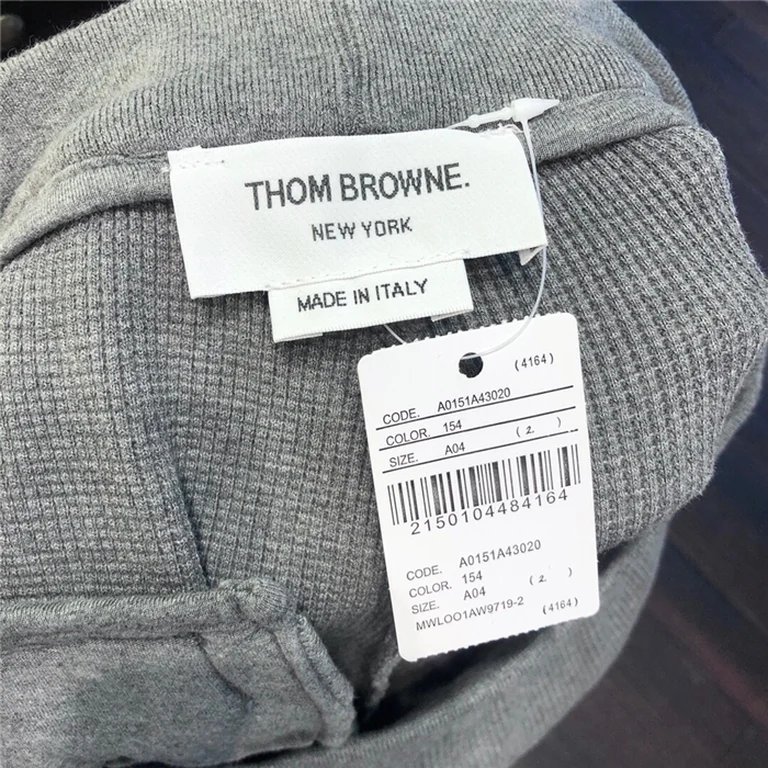 THOM BROWNE.
NEW YORK
MADE IN ITALY
(4164)
CODE. A0151A43020
COLOR. 154
SIZE. A04 (2 )
2150104484164
CODE. A0151A43020
COLOR. 154
SIZE. A04 (2 )
MWLOO1AW9719-2 (4164)